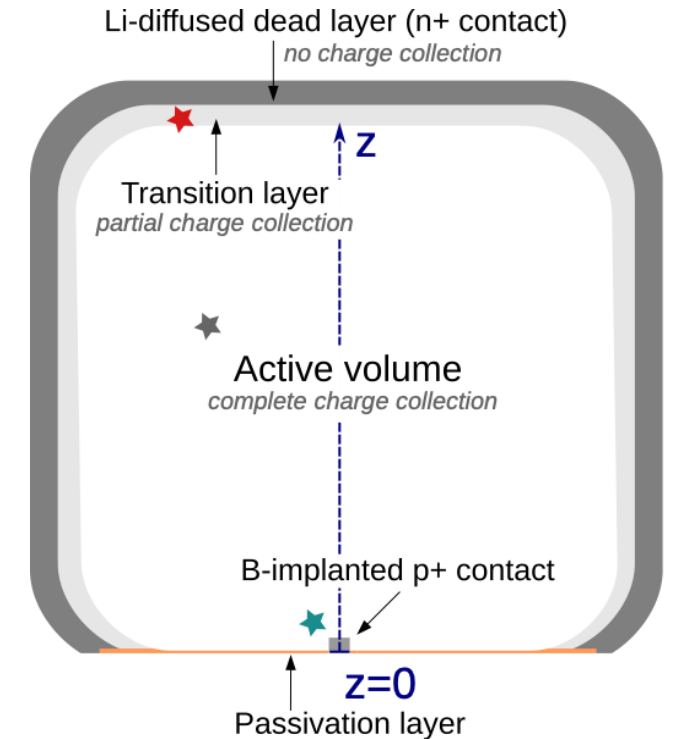 Li-diffused dead layer (n+ contact)
no charge collection
z
Transition layer
partial charge collection
Active volume
complete charge collection
B-implanted p+ contact
z=0
Passivation layer